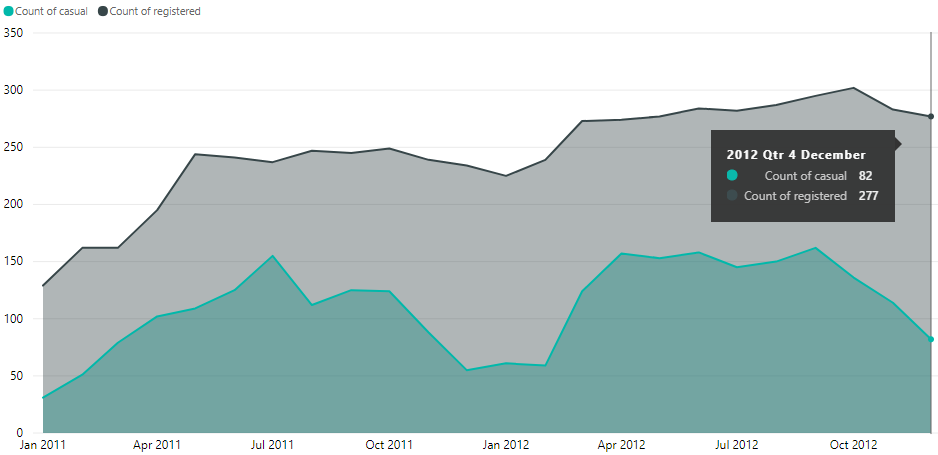 Count of casual Count of registered
350
300
250
200
150
100
50
0
2012 Qtr 4 December
Count of casual 82
Count of registered 277
Jan 2011 Apr 2011 Jul 2011 Oct 2011 Jan 2012 Apr 2012 Jul 2012 Oct 2012